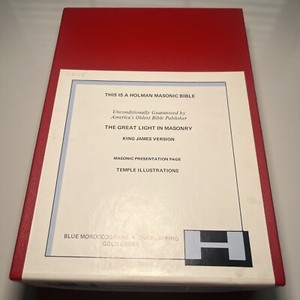 THIS IS A HOLMAN MASONIC BIBLE
Unconditionally Guaranteed by
America's Oldest Bible Publisher
THE GREAT LIGHT IN MASONRY
KING JAMES VERSION
MASONIC PRESENTATION PAGE
TEMPLE ILLUSTRATIONS
BLUE MOROCCOGRAIN • OVERLAPPING
GOLD EDGES
H